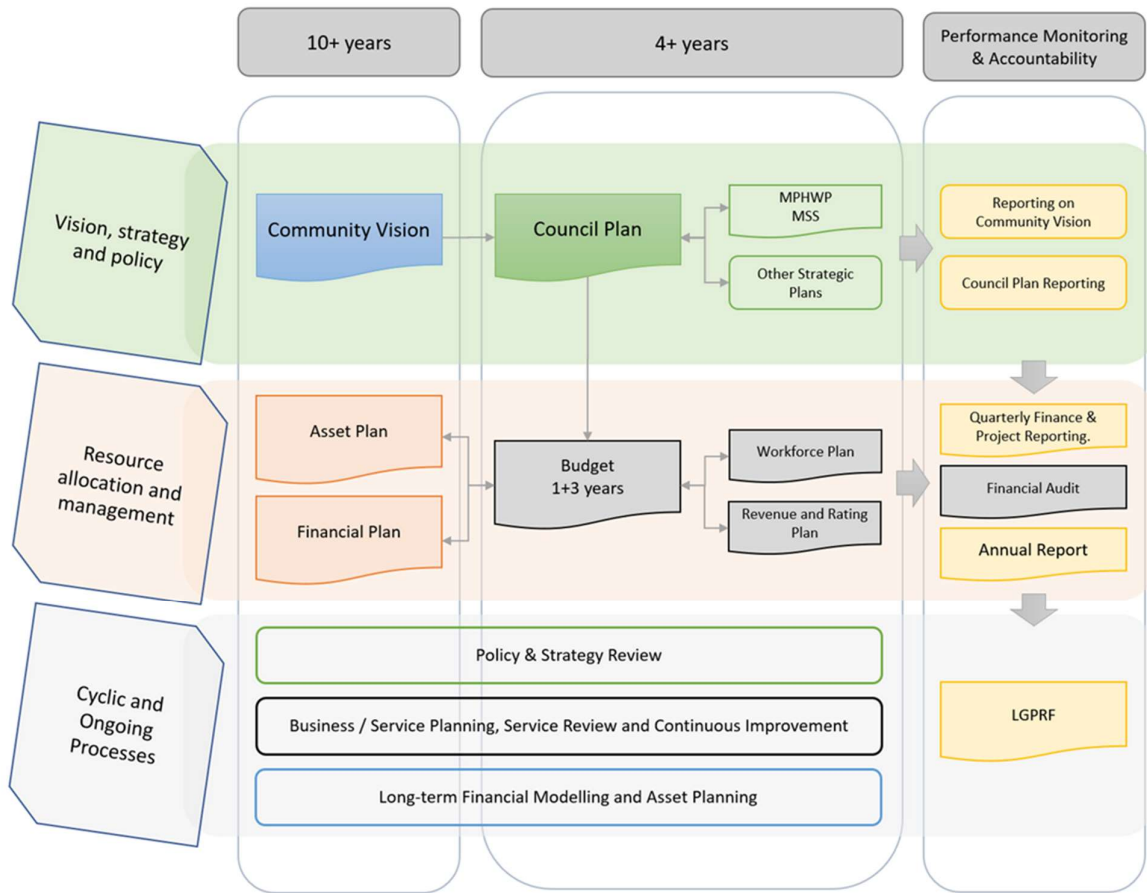 10+ years
4+ years
Performance Monitoring
& Accountability
Vision, strategy
and policy
Community Vision
Council Plan
MPHWP
MSS
Other Strategic
Plans
Reporting on
Community Vision
Council Plan Reporting
Resource
allocation and
management
Asset Plan
Financial Plan
Budget
1+3 years
Workforce Plan
Revenue and Rating
Plan
Quarterly Finance &
Project Reporting.
Financial Audit
Annual Report
Cyclic and
Ongoing
Processes
Policy & Strategy Review
Business / Service Planning, Service Review and Continuous Improvement
Long-term Financial Modelling and Asset Planning
LGPRF